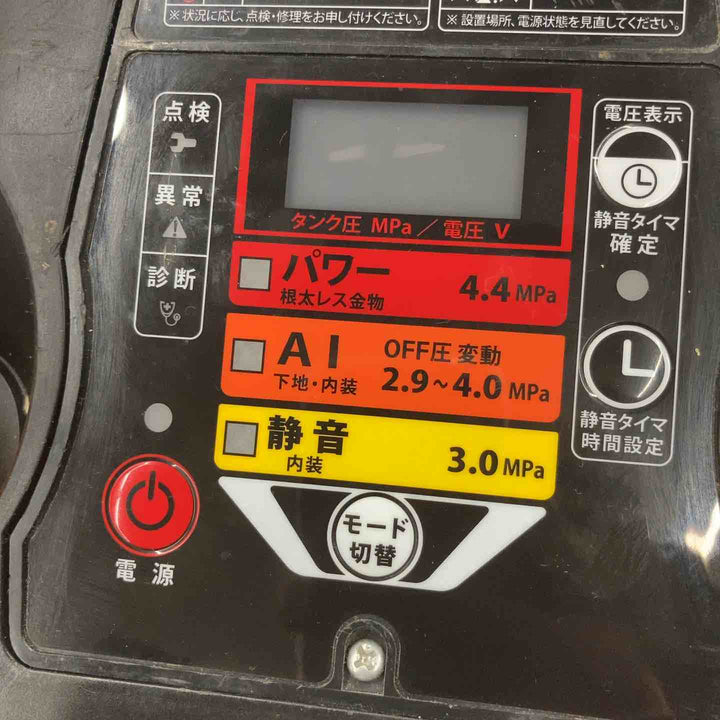 ※状況に応じ、点検・修理をお申し付けください。
※設置場所、電源状態を見直してください。
点検
異常
診断
タンク圧 MPa / 電圧 V
パワー
根太レス金物
4.4 MPa
AI
下地・内装
OFF圧 変動
2.9～4.0 MPa
静音
内装
3.0 MPa
モード
切替
電源
電圧表示
静音タイマ
確定
静音タイマ
時間設定